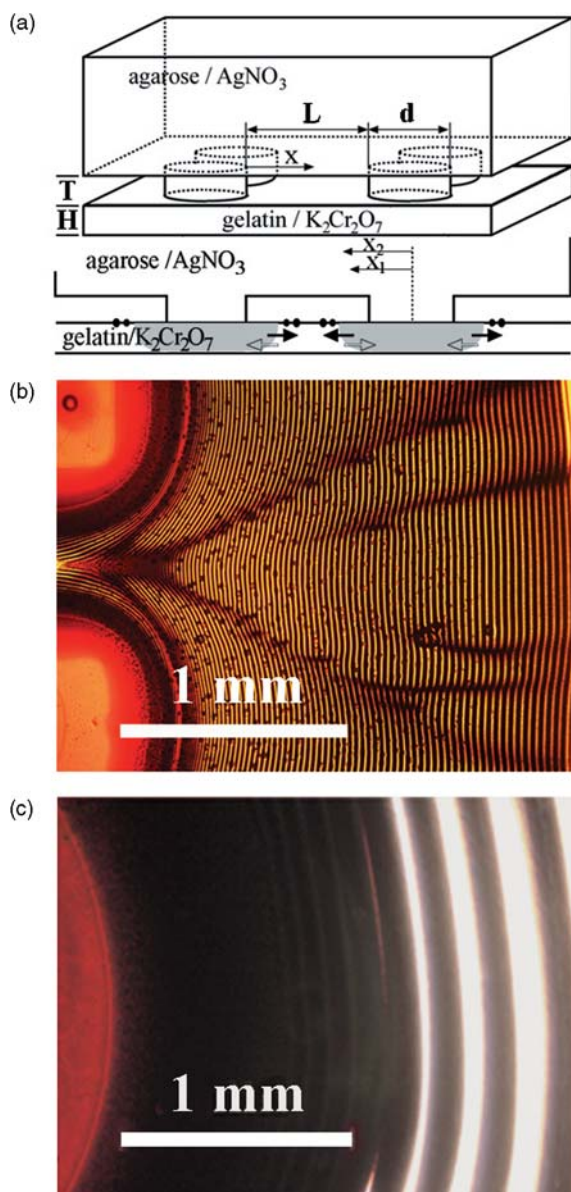 (a)
agarose / AgNO₃
L
d
x
T
H
gelatin / K₂Cr₂O₇
x₂
agarose /AgNO₃
x₁
gelatin/K₂Cr₂O₇
(b)
1 mm
(c)
1 mm